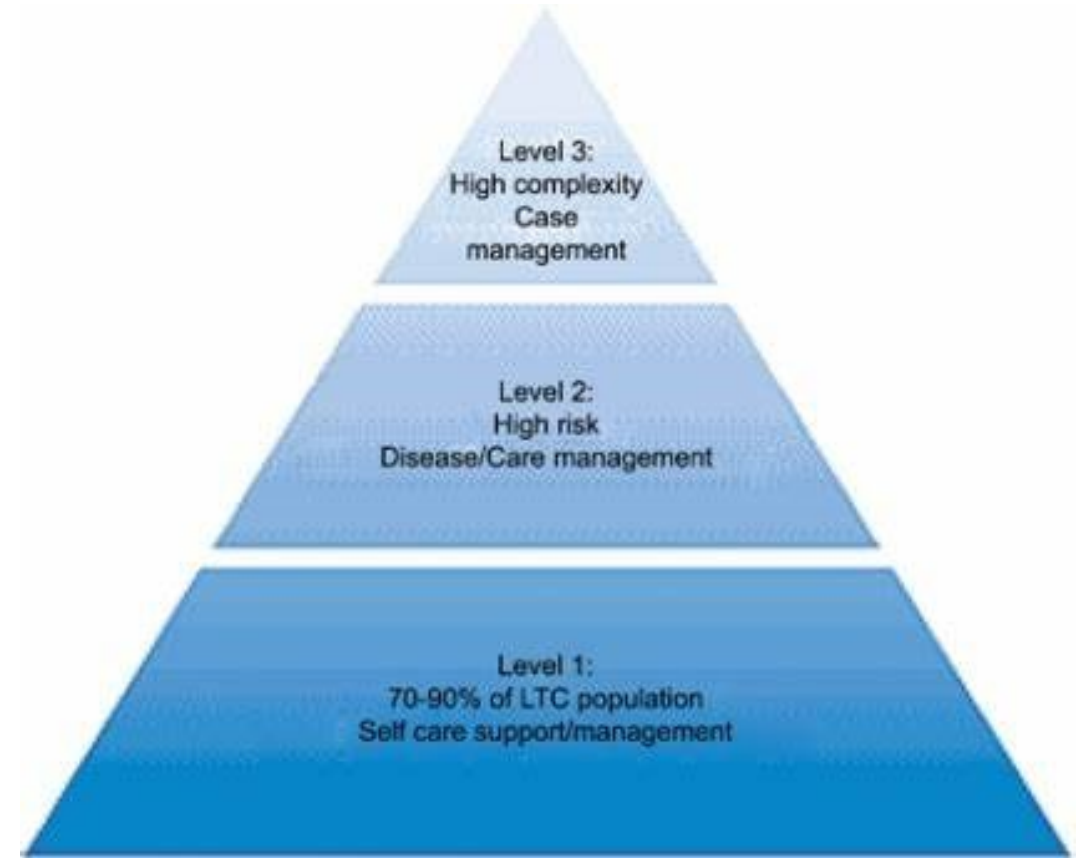 Level 3:
High complexity
Case
management
Level 2:
High risk
Disease/Care management
Level 1:
70-90% of LTC population
Self care support/management